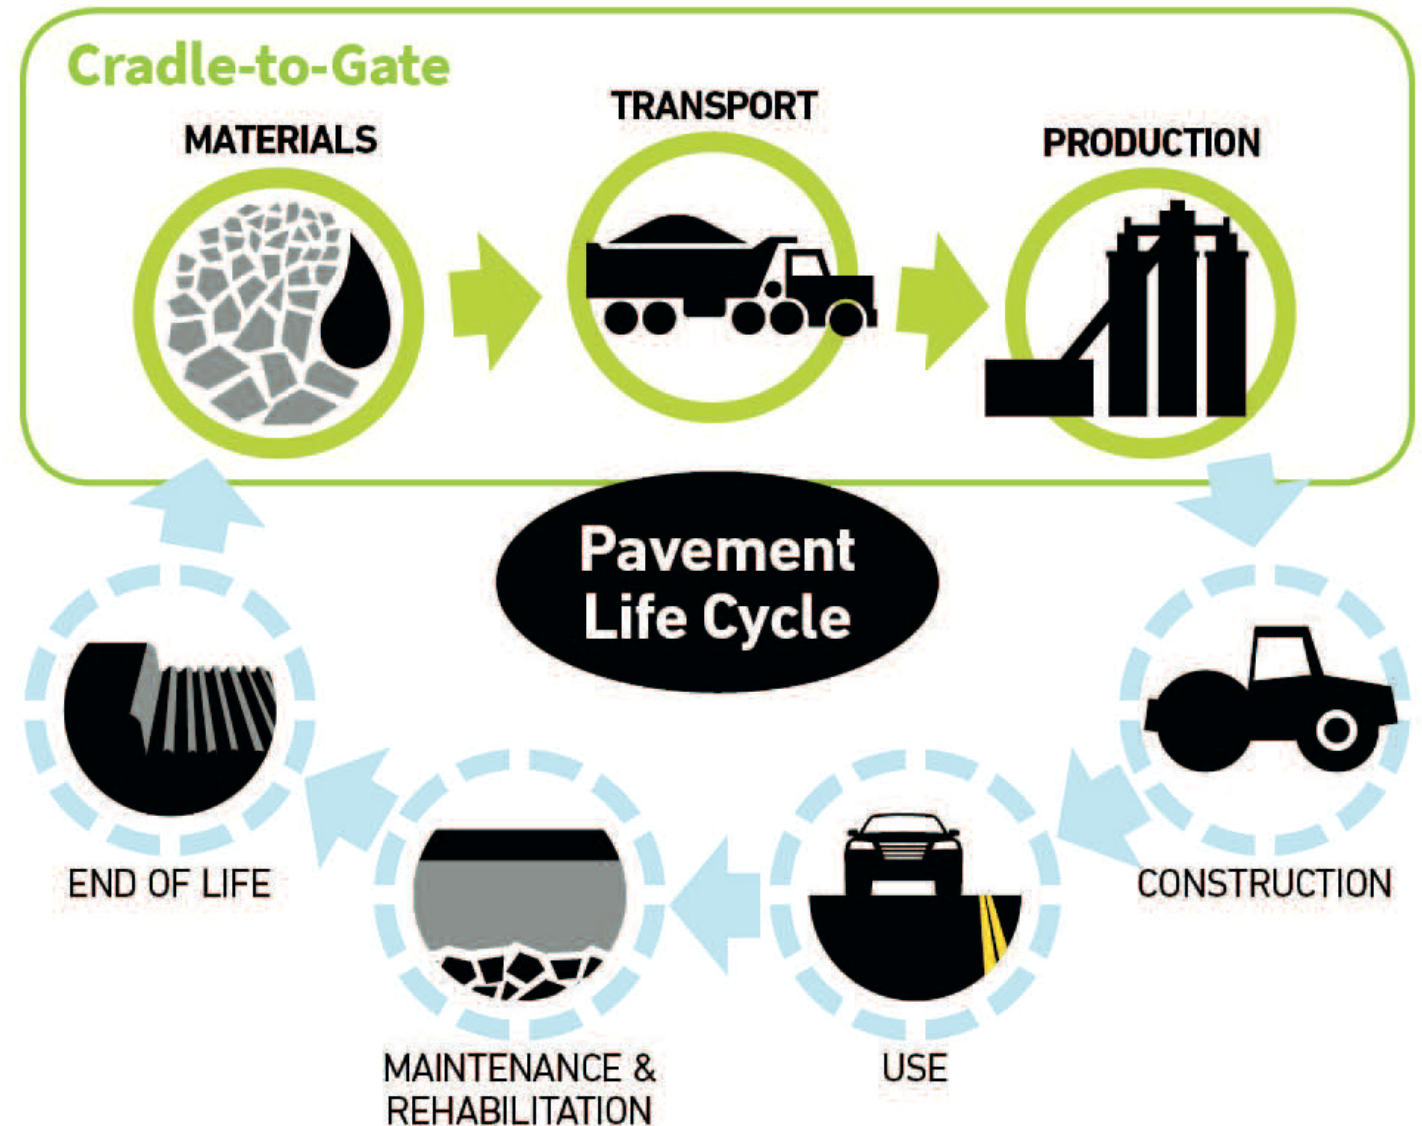 Cradle-to-Gate
MATERIALS
TRANSPORT
PRODUCTION
Pavement
Life Cycle
END OF LIFE
CONSTRUCTION
MAINTENANCE &
REHABILITATION
USE